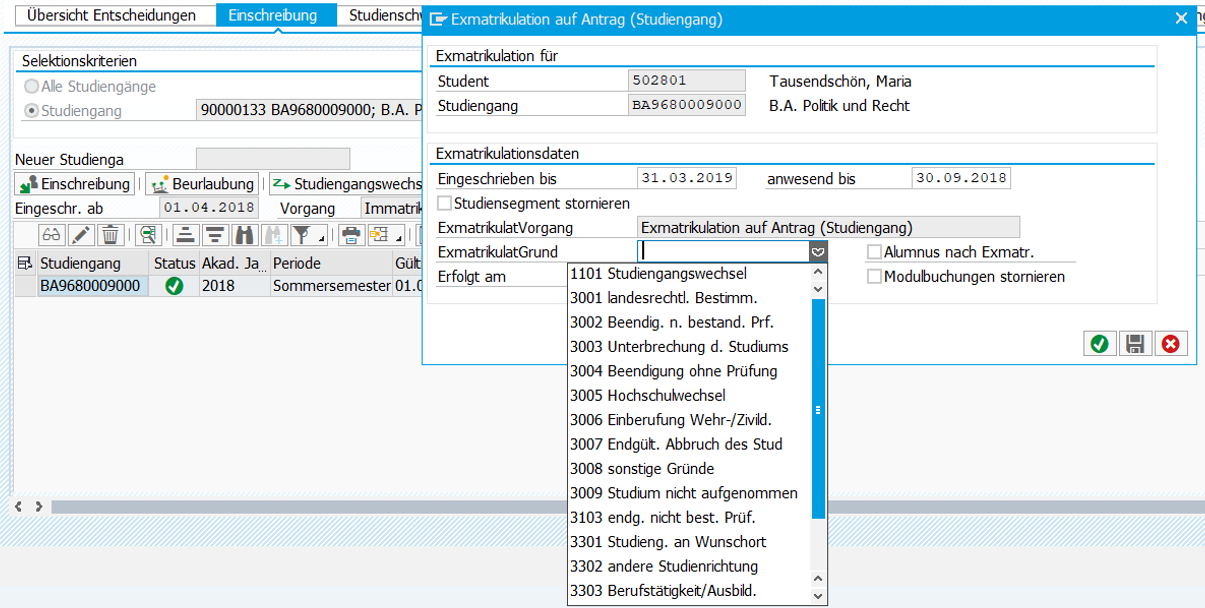 Übersicht Entscheidungen
Einschreibung
Selektionskriterien
Alle Studiengänge
Studiengang
90000133 BA9680009000; B.A. P
Neuer Studienga
Einschreibung
Beurlaubung
Studiengangswechs
Eingeschr. ab
01.04.2018
Vorgang
Immatrik
Studiengang Status Akad. Ja... Periode Gült
BA9680009000 2018 Sommersemester 01.0
Exmatrikulation auf Antrag (Studiengang)
Exmatrikulation für
Student 502801 Tausendschön, Maria
Studiengang BA9680009000 B.A. Politik und Recht
Exmatrikulationsdaten
Eingeschrieben bis 31.03.2019 anwesend bis 30.09.2018
Studiensegment stornieren
ExmatrikulatVorgang Exmatrikulation auf Antrag (Studiengang)
ExmatrikulatGrund
Alumnus nach Exmatr.
Erfolgt am
Modulbuchungen stornieren
1101 Studiengangswechsel
3001 landesrechtl. Bestimm.
3002 Beendig. n. bestand. Prf.
3003 Unterbrechung d. Studiums
3004 Beendigung ohne Prüfung
3005 Hochschulwechsel
3006 Einberufung Wehr-/Zivild.
3007 Endgült. Abbruch des Stud
3008 sonstige Gründe
3009 Studium nicht aufgenommen
3103 endg. nicht best. Prüf.
3301 Studieng. an Wunschort
3302 andere Studienrichtung
3303 Berufstätigkeit/Ausbild.